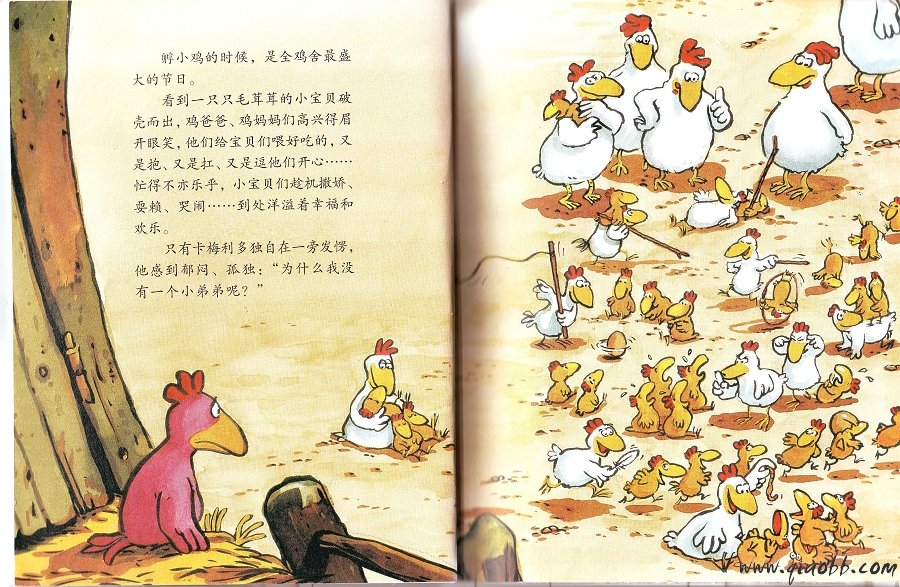 孵小鸡的时候，是全鸡舍最盛
大的节日。
看到一只只毛茸茸的小宝贝破
壳而出，鸡爸爸、鸡妈妈们高兴得眉
开眼笑，他们给宝贝们喂好吃的，又
是抱、又是扛、又是逗他们开心……
忙得不亦乐乎，小宝贝们趁机撒娇、
耍赖、哭闹……到处洋溢着幸福和
欢乐。
只有卡梅利多独自在一旁发愣，
他感到郁闷、孤独：“为什么我没
有一个小弟弟呢？”
www.qiaobb.com